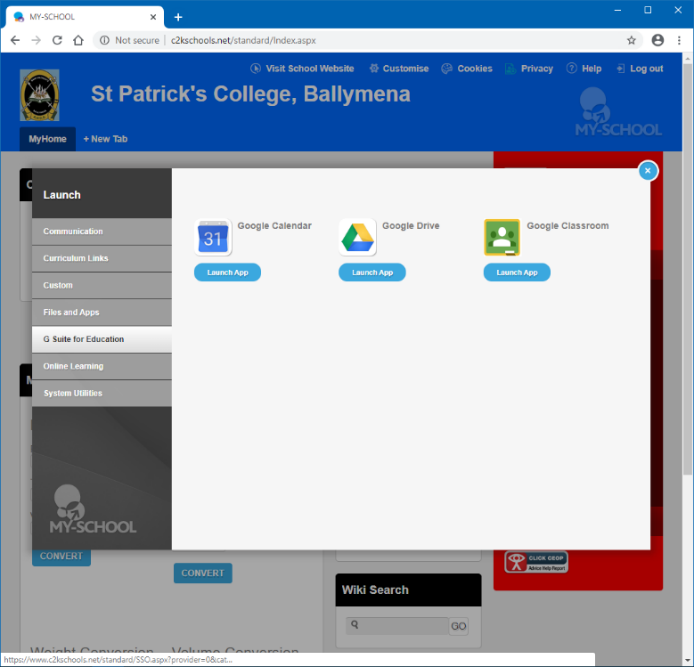 MY-SCHOOL
Not secure | c2kschools.net/standard/Index.aspx
Visit School Website Customise Cookies Privacy Help Log out
St Patrick's College, Ballymena
MY-SCHOOL
MyHome + New Tab
Launch
Communication
Curriculum Links
Custom
Files and Apps
G Suite for Education
Online Learning
System Utilities
MY-SCHOOL
31
Google Calendar
Launch App
Google Drive
Launch App
Google Classroom
Launch App
CONVERT
CONVERT
CLICK CEOP
Advice Help Report
Wiki Search
GO
Weight Conversion Volume Conversion
https://www.c2kschools.net/standard/SSO.aspx?provider=0&cat...